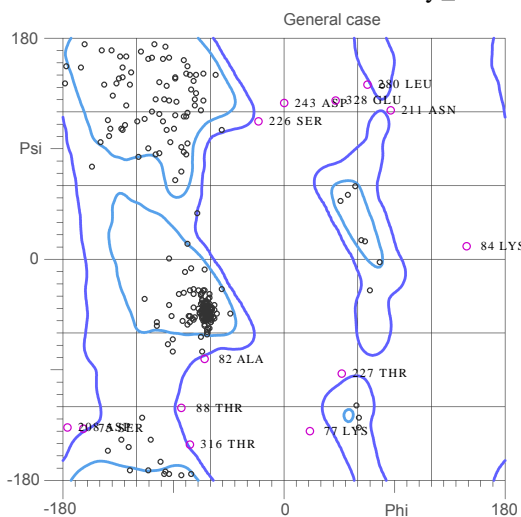 General case
180
280 LEU
328 GLU
243 ASP
211 ASN
226 SER
Psi
84 LYS
0
82 ALA
227 THR
88 THR
77 LYS
316 THR
-180
-180
0
Phi
180